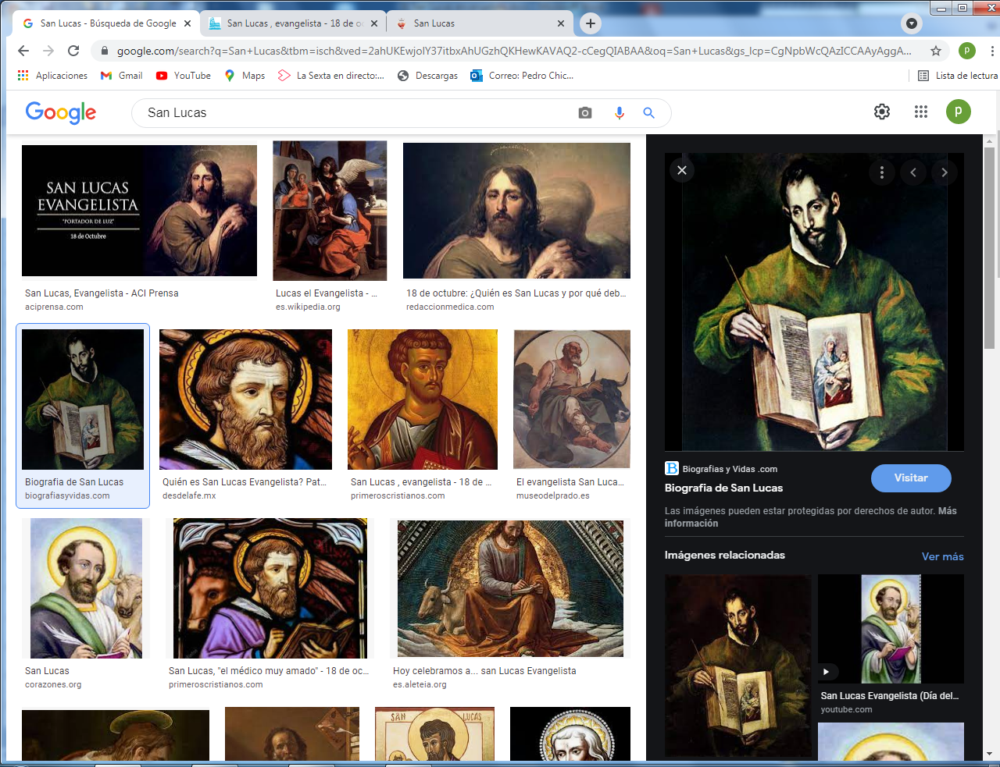 San Lucas - Búsqueda de Google
San Lucas , evangelista - 18 de oc
San Lucas
google.com/search?q=San+Lucas&tbm=isch&ved=2ahUKEwjolY37itbxAhUGzhQKHewKAVAQ2-cCegQIABAA&oq=San+Lucas&gs_lcp=CgNpbWcQAzICCAAyAggA...
p
Aplicaciones
Gmail
YouTube
Maps
La Sexta en directo:...
Descargas
Correo: Pedro Chic...
Lista de lectura
Google
San Lucas
p
SAN LUCAS
EVANGELISTA
"PORTADOR DE LUZ"
18 de Octubre
San Lucas, Evangelista - ACI Prensa
aciprensa.com
Lucas el Evangelista - ...
es.wikipedia.org
18 de octubre: ¿Quién es San Lucas y por qué deb...
redaccionmedica.com
Biografia de San Lucas
biografiasyvidas.com
Quién es San Lucas Evangelista? Pat...
desdelafe.mx
San Lucas , evangelista - 18 de ...
primeroscristianos.com
El evangelista San Luca...
museodelprado.es
San Lucas
corazones.org
San Lucas, "el médico muy amado" - 18 de oc...
primeroscristianos.com
Hoy celebramos a... san Lucas Evangelista
es.aleteia.org
SAN LUCAS
B
Biografias y Vidas .com
Biografia de San Lucas
Visitar
Las imágenes pueden estar protegidas por derechos de autor. Más
información
Imágenes relacionadas
Ver más
San Lucas Evangelista (Día del...
youtube.com